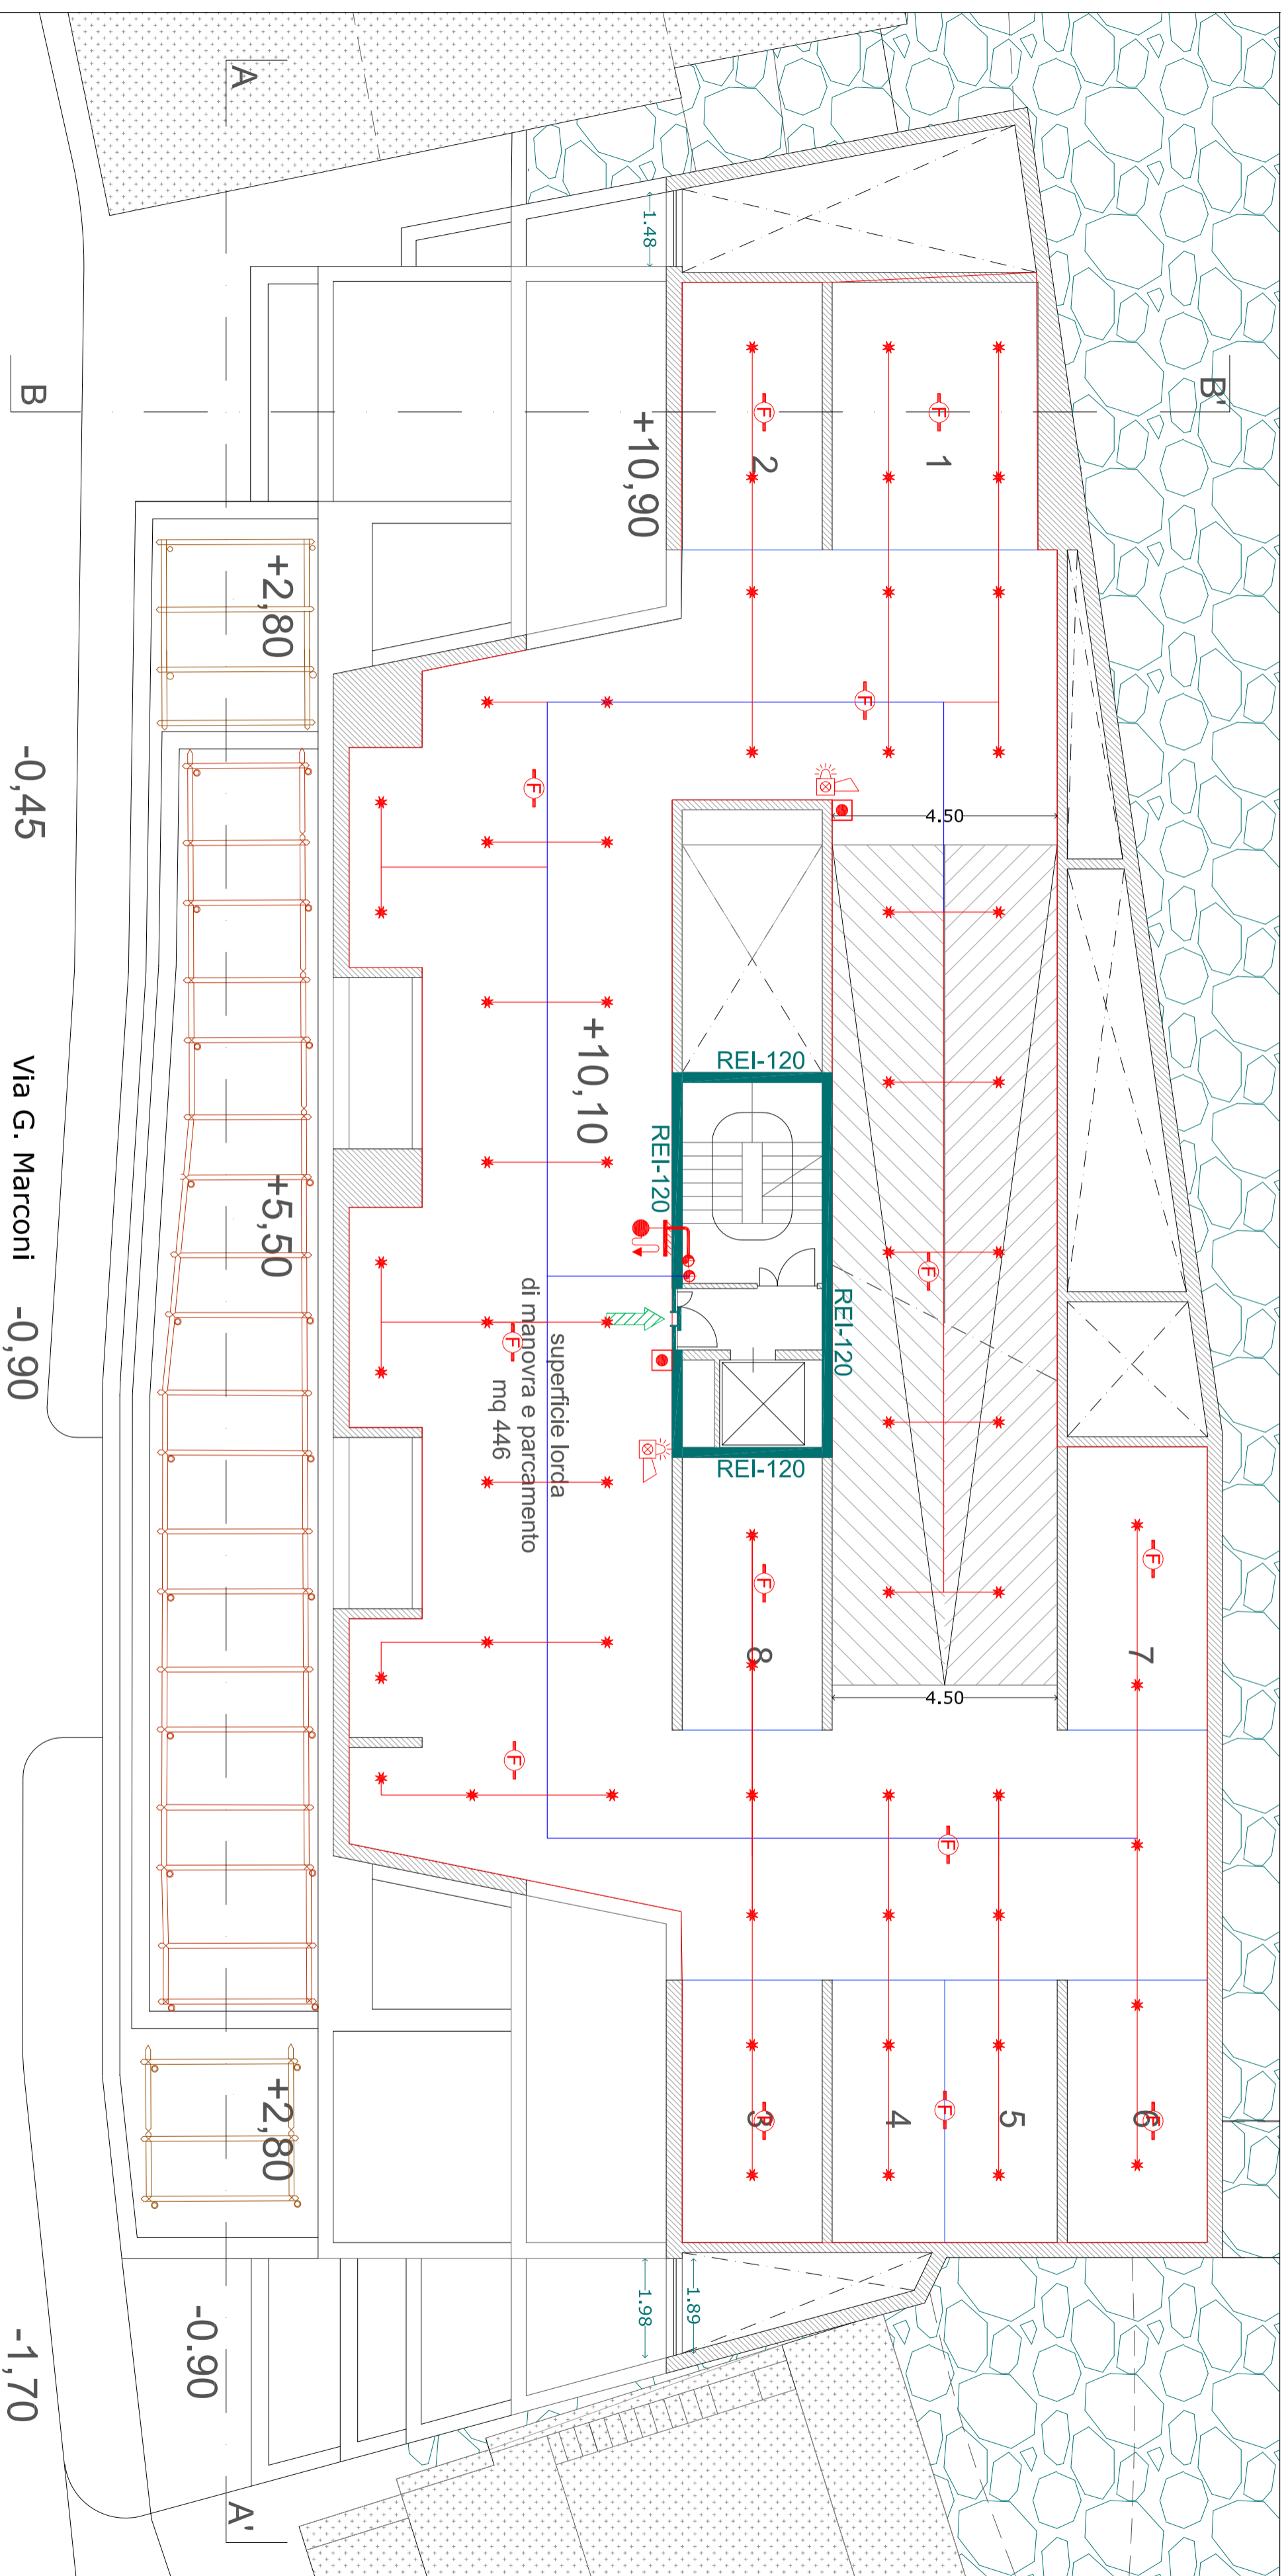 A
B
B'
1.48
+10,90
2
1
F
F
+2,80
-0,45
F
F
4.50
+10,10
REI-120
REI-120
REI-120
REI-120
Via G. Marconi
-0,90
+5,50
F
F
superficie lorda
di manovra e parcamento
mq 446
F
F
8
7
4.50
F
F
3
4
5
6
F
F
F
+2,80
1.98
1.89
-0.90
-1,70
A'